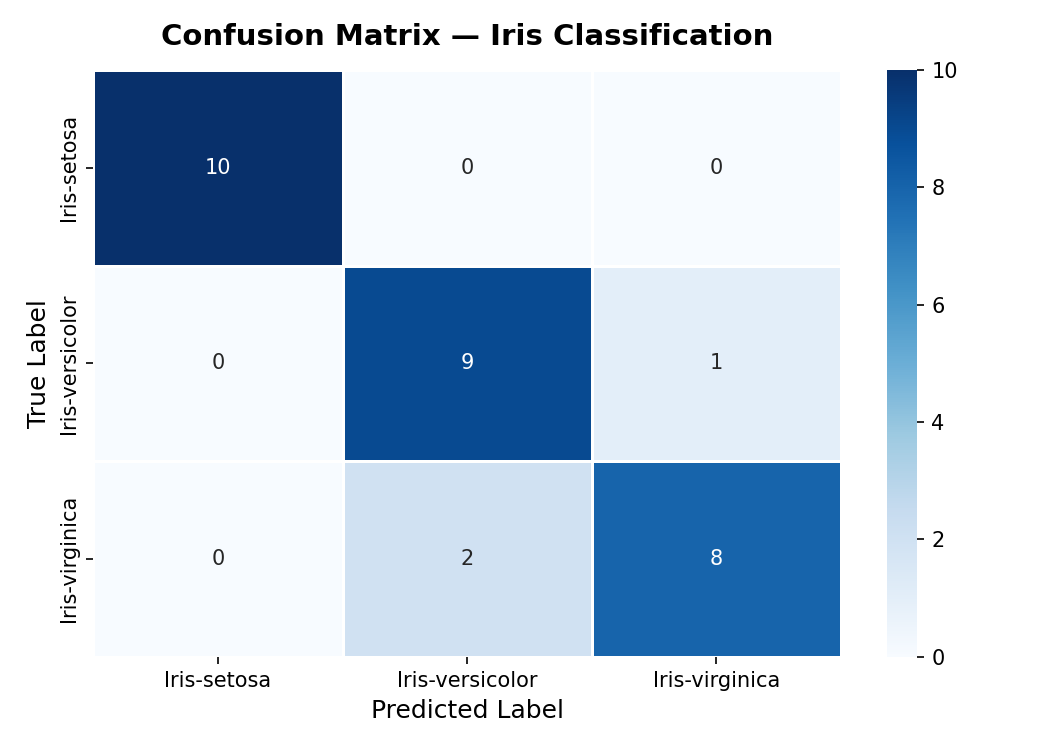 Confusion Matrix — Iris Classification
True Label
Iris-setosa
10
0
0
Iris-versicolor
0
9
1
Iris-virginica
0
2
8
Iris-setosa
Iris-versicolor
Iris-virginica
Predicted Label
10
8
6
4
2
0